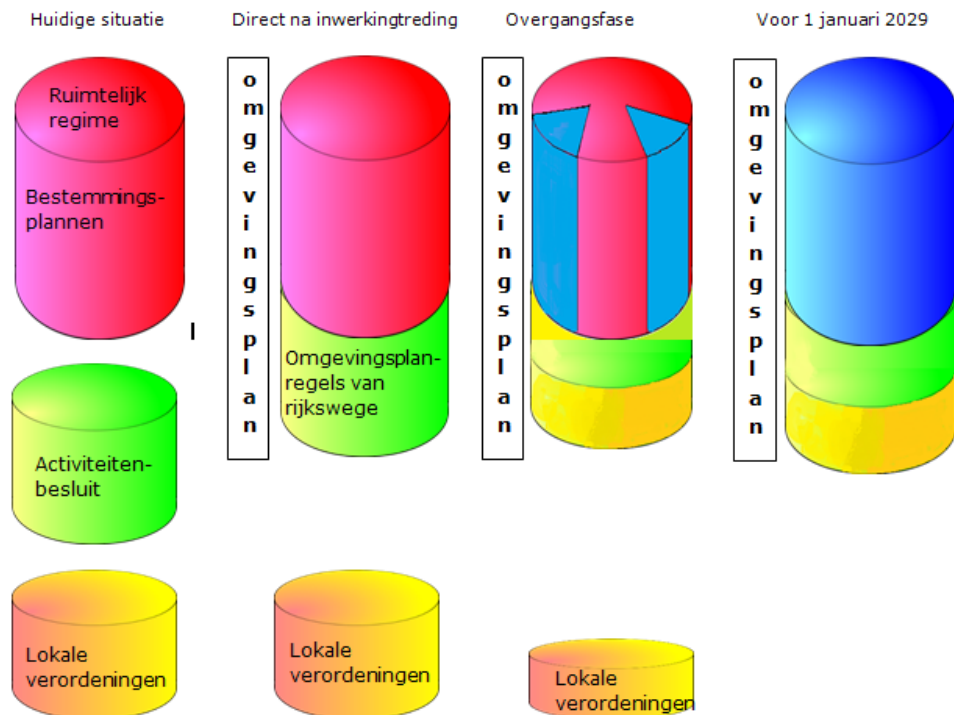 Huidige situatie
Direct na inwerkingtreding
Overgangsfase
Voor 1 januari 2029
Ruimtelijk
regime
Bestemmings-
plannen
l
Activiteiten-
besluit
Lokale
verordeningen
omgevingsplan
Omgevingsplan-
regels van
rijkswege
Lokale
verordeningen
omgevingsplan
Lokale
verordeningen
omgevingsplan